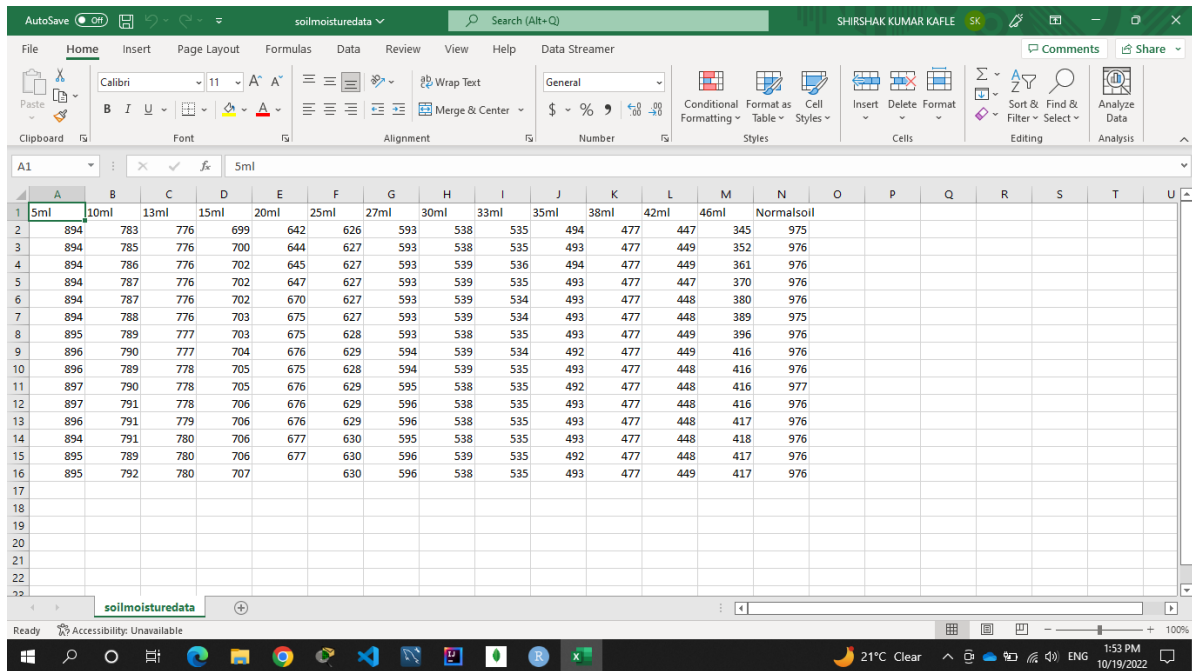 AutoSave Off soilmoisturedata Search (Alt+Q) SHIRSHAK KUMAR KAFLE SK
File Home Insert Page Layout Formulas Data Review View Help Data Streamer Comments Share
Paste Calibri 11 A^ A˅ Wrap Text General Conditional Format as Cell Insert Delete Format Sort & Find & Analyze
B I U A Merge & Center $ % 9 Formatting Table Styles Filter Select Data
Clipboard Font Alignment Number Styles Cells Editing Analysis
A1 fx 5ml
A B C D E F G H I J K L M N O P Q R S T U
1 5ml 10ml 13ml 15ml 20ml 25ml 27ml 30ml 33ml 35ml 38ml 42ml 46ml Normalsoil
2 894 783 776 699 642 626 593 538 535 494 477 447 345 975
3 894 785 776 700 644 627 593 538 535 493 477 449 352 976
4 894 786 776 702 645 627 593 539 536 494 477 449 361 976
5 894 787 776 702 647 627 593 539 535 493 477 447 370 976
6 894 787 776 702 670 627 593 539 534 493 477 448 380 976
7 894 788 776 703 675 627 593 539 534 493 477 448 389 975
8 895 789 777 703 675 628 593 538 535 493 477 449 396 976
9 896 790 777 704 676 629 594 539 534 492 477 449 416 976
10 896 789 778 705 675 628 594 539 535 493 477 448 416 976
11 897 790 778 705 676 629 595 538 535 492 477 448 416 977
12 897 791 778 706 676 629 596 538 535 493 477 448 416 976
13 896 791 779 706 676 629 596 538 535 493 477 448 417 976
14 894 791 780 706 677 630 595 538 535 493 477 448 418 976
15 895 789 780 706 677 630 596 539 535 492 477 448 417 976
16 895 792 780 707 630 596 538 535 493 477 449 417 976
17
18
19
20
21
22
23
soilmoisturedata
Ready Accessibility: Unavailable 100%
21°C Clear ENG 1:53 PM
10/19/2022